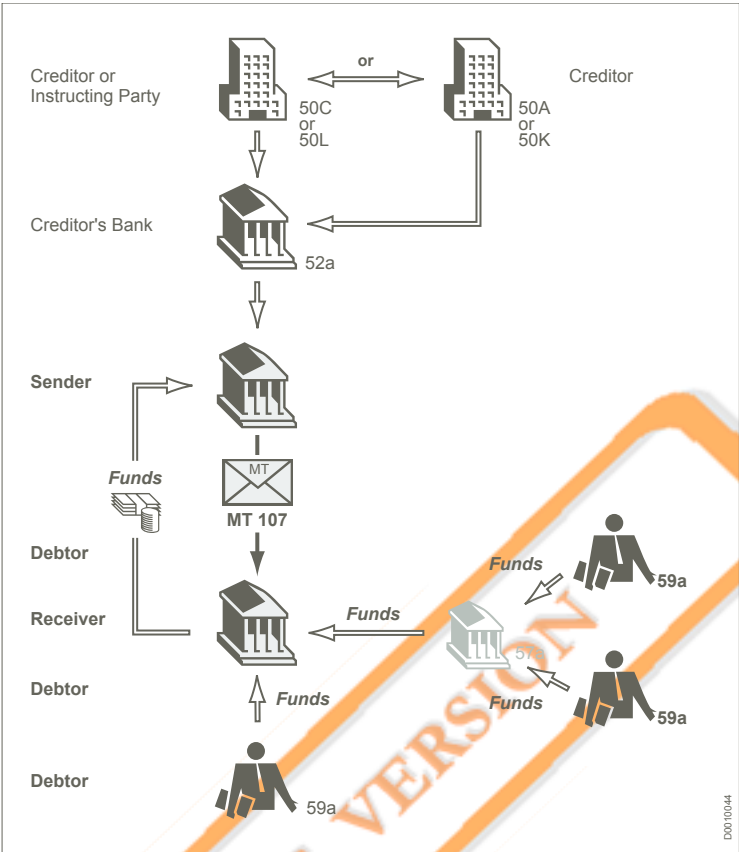 or
Creditor or
Instructing Party
Creditor
50C
or
50L
50A
or
50K
Creditor's Bank
52a
Sender
MT
Funds
MT 107
Debtor
Funds
59a
Receiver
Funds
57a
Debtor
Funds
Funds
59a
Debtor
59a
VERSION
D0010044